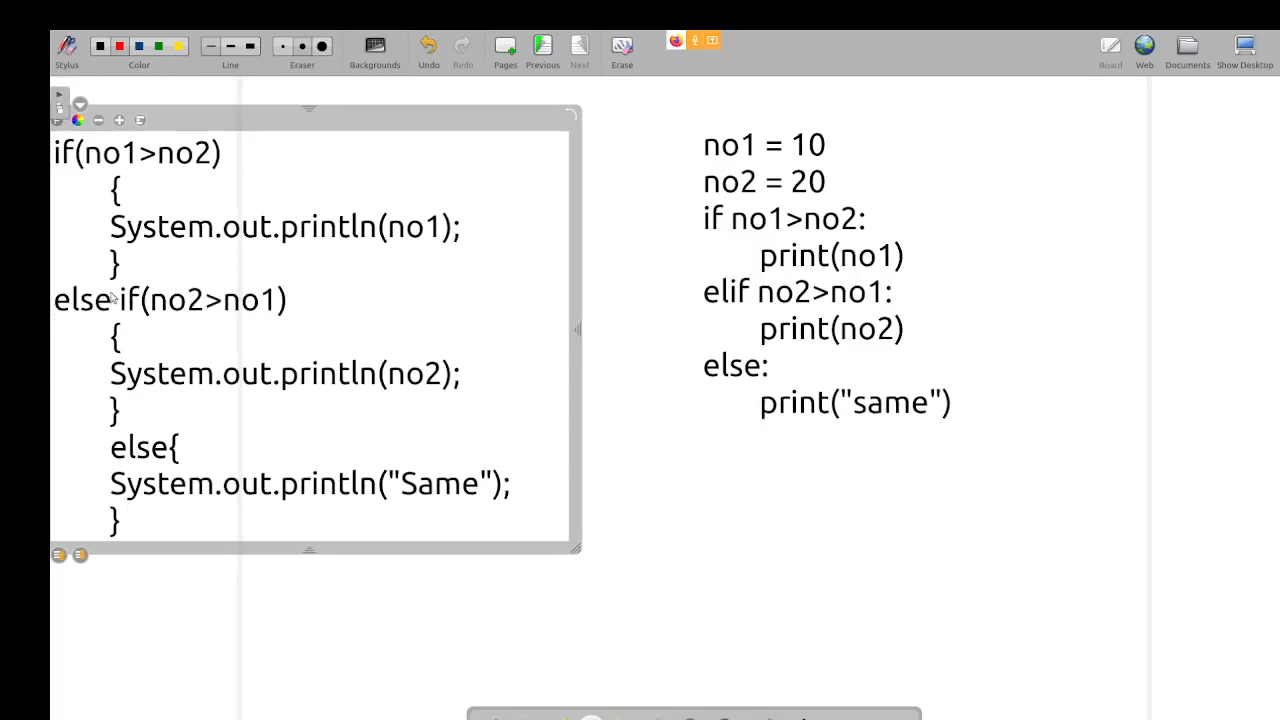 Stylus
Color
Line
Eraser
Backgrounds
Undo
Redo
Pages
Previous
Next
Erase
Board
Web
Documents
Show Desktop
if(no1>no2)
{
System.out.println(no1);
}
else if(no2>no1)
{
System.out.println(no2);
}
else{
System.out.println("Same");
}
no1 = 10
no2 = 20
if no1>no2:
print(no1)
elif no2>no1:
print(no2)
else:
print("same")